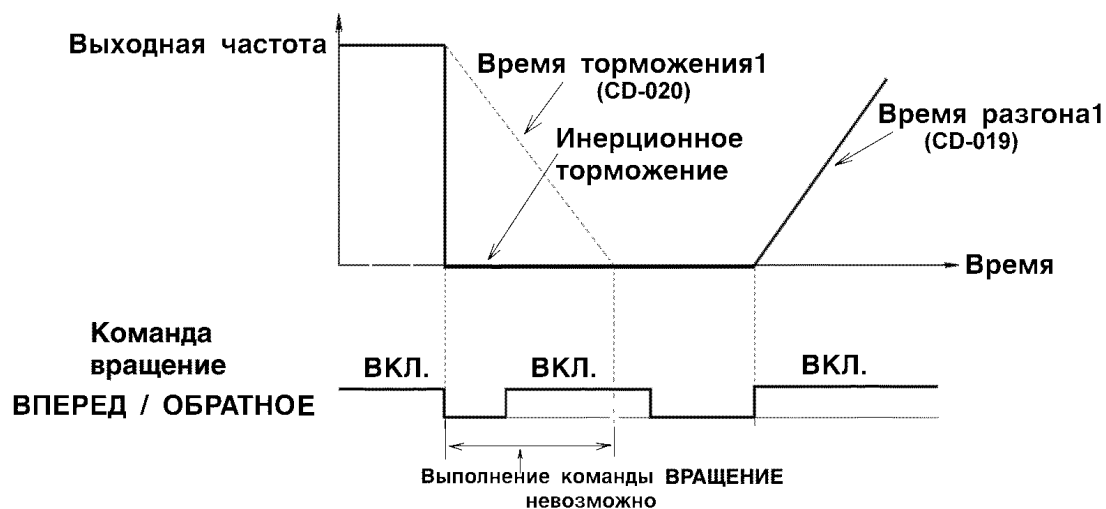 Выходная частота
Время торможения1
(CD-020)
Время разгона1
(CD-019)
Инерционное
торможение
Время
Команда
вращение
ВПЕРЕД / ОБРАТНОЕ
ВКЛ.
ВКЛ.
ВКЛ.
Выполнение команды ВРАЩЕНИЕ
невозможно